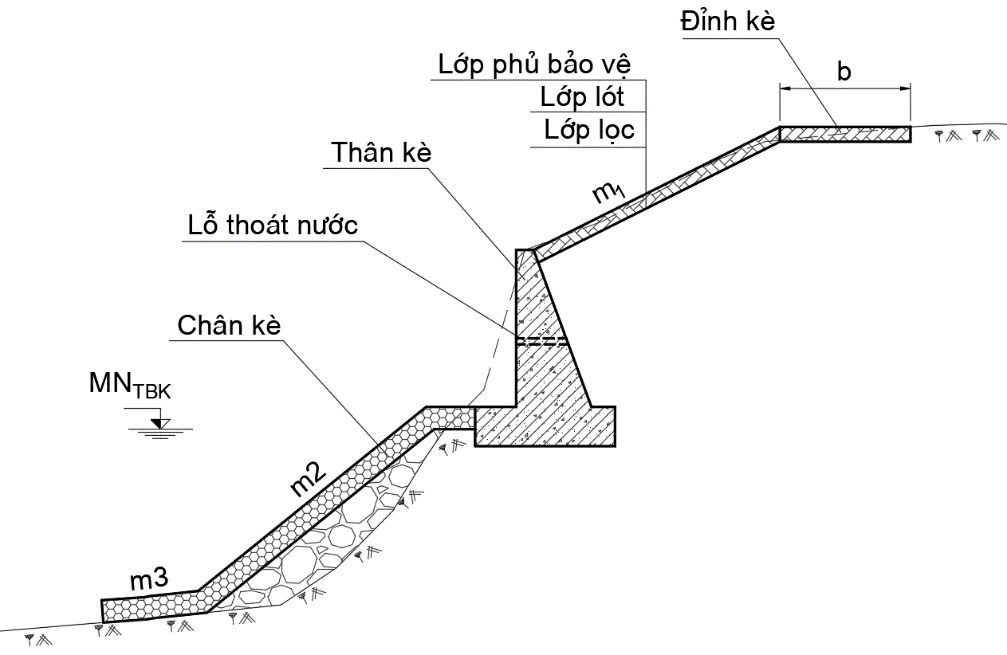 Đỉnh kè
Lớp phủ bảo vệ
b
Lớp lót
Lớp lọc
Thân kè
m1
Lỗ thoát nước
Chân kè
MNTBK
m2
m3